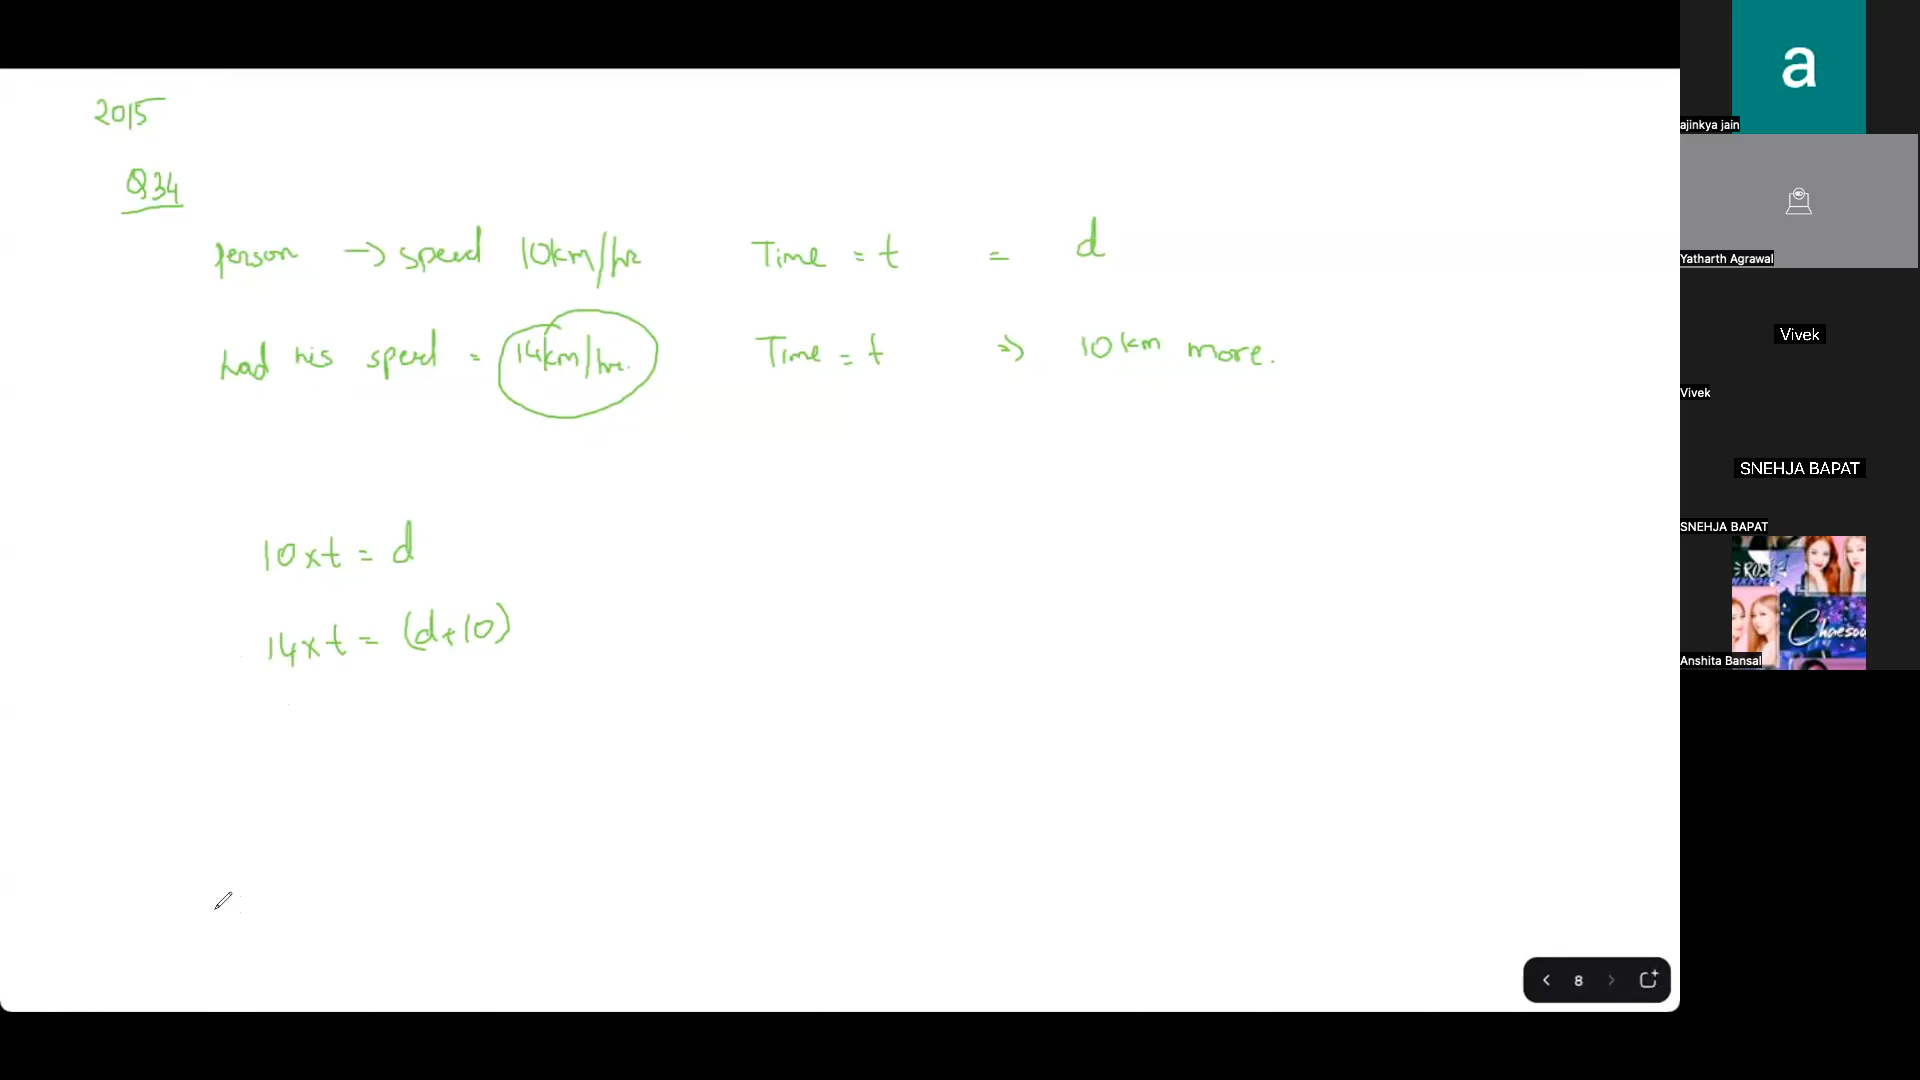 2015
Q34
person → speed 10km/hr Time = t = d
had his speed = 14km/hr. Time = t ⇒ 10 km more.
10 x t = d
14 x t = (d+10)
8
a
ajinkya jain
Yatharth Agrawal
Vivek
Vivek
SNEHJA BAPAT
SNEHJA BAPAT
Chaesou
Anshita Bansal